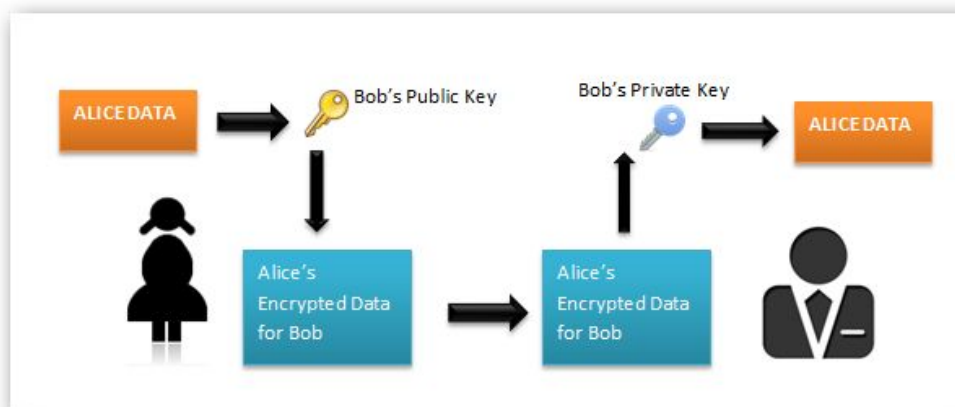 ALICEDATA
Bob's Public Key
Bob's Private Key
ALICEDATA
Alice's
Encrypted Data
for Bob
Alice's
Encrypted Data
for Bob